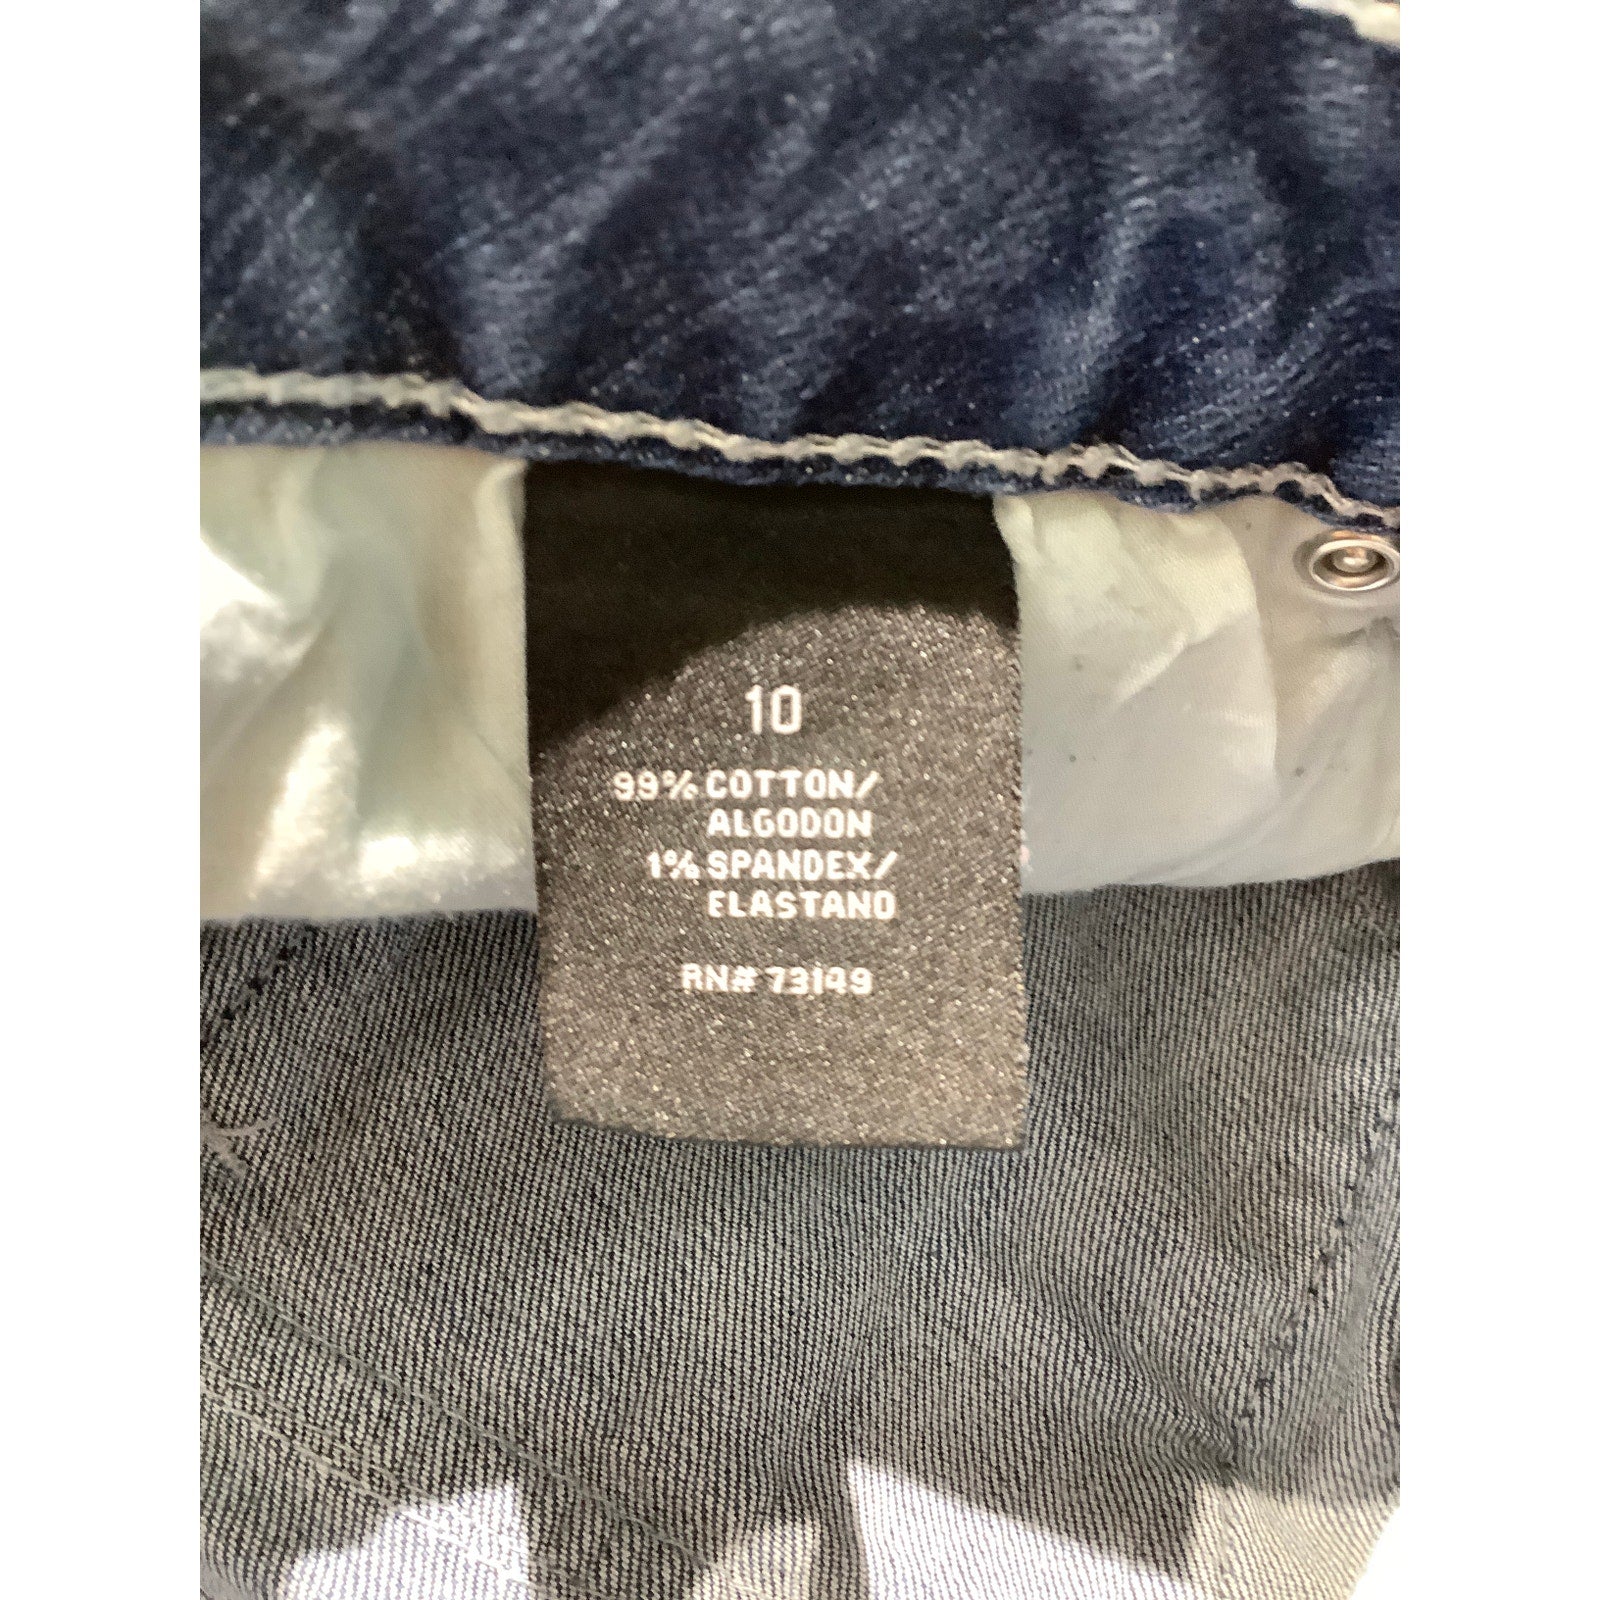 10
99% COTTON/
ALGODON
1% SPANDEX/
ELASTANO
RN# 73149